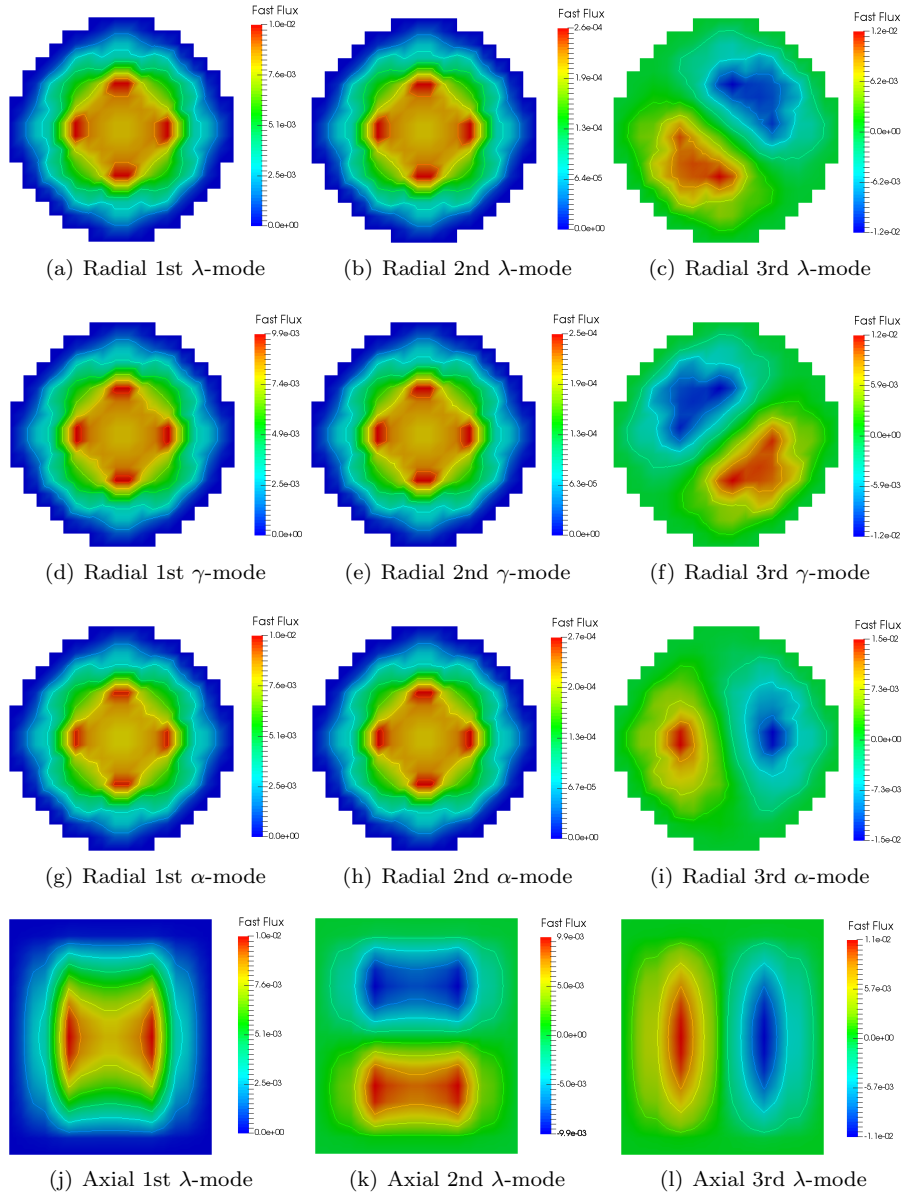 Fast Flux
1.0e-02
7.6e-03
5.1e-03
2.5e-03
0.0e+00
(a) Radial 1st λ-mode
Fast Flux
2.6e-04
1.9e-04
1.3e-04
6.4e-05
0.0e+00
(b) Radial 2nd λ-mode
Fast Flux
1.2e-02
6.2e-03
0.0e+00
-6.2e-03
-1.2e-02
(c) Radial 3rd λ-mode
Fast Flux
9.9e-03
7.4e-03
4.9e-03
2.5e-03
0.0e+00
(d) Radial 1st γ-mode
Fast Flux
2.5e-04
1.9e-04
1.3e-04
6.3e-05
0.0e+00
(e) Radial 2nd γ-mode
Fast Flux
1.2e-02
5.9e-03
0.0e+00
-5.9e-03
-1.2e-02
(f) Radial 3rd γ-mode
Fast Flux
1.0e-02
7.6e-03
5.1e-03
2.5e-03
0.0e+00
(g) Radial 1st α-mode
Fast Flux
2.7e-04
2.0e-04
1.3e-04
6.7e-05
0.0e+00
(h) Radial 2nd α-mode
Fast Flux
1.5e-02
7.3e-03
0.0e+00
-7.3e-03
-1.5e-02
(i) Radial 3rd α-mode
Fast Flux
1.0e-02
7.6e-03
5.1e-03
2.5e-03
0.0e+00
(j) Axial 1st λ-mode
Fast Flux
9.9e-03
5.0e-03
0.0e+00
-5.0e-03
-9.9e-03
(k) Axial 2nd λ-mode
Fast Flux
1.1e-02
5.7e-03
0.0e+00
-5.7e-03
-1.1e-02
(l) Axial 3rd λ-mode